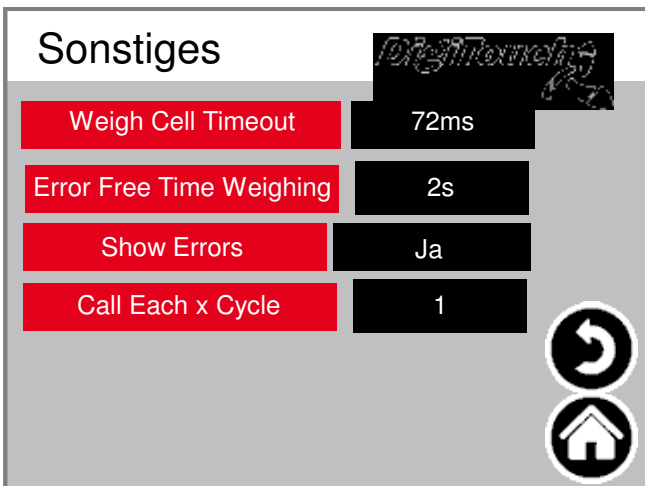 Sonstiges
DigiTouch
Weigh Cell Timeout 72ms
Error Free Time Weighing 2s
Show Errors Ja
Call Each x Cycle 1